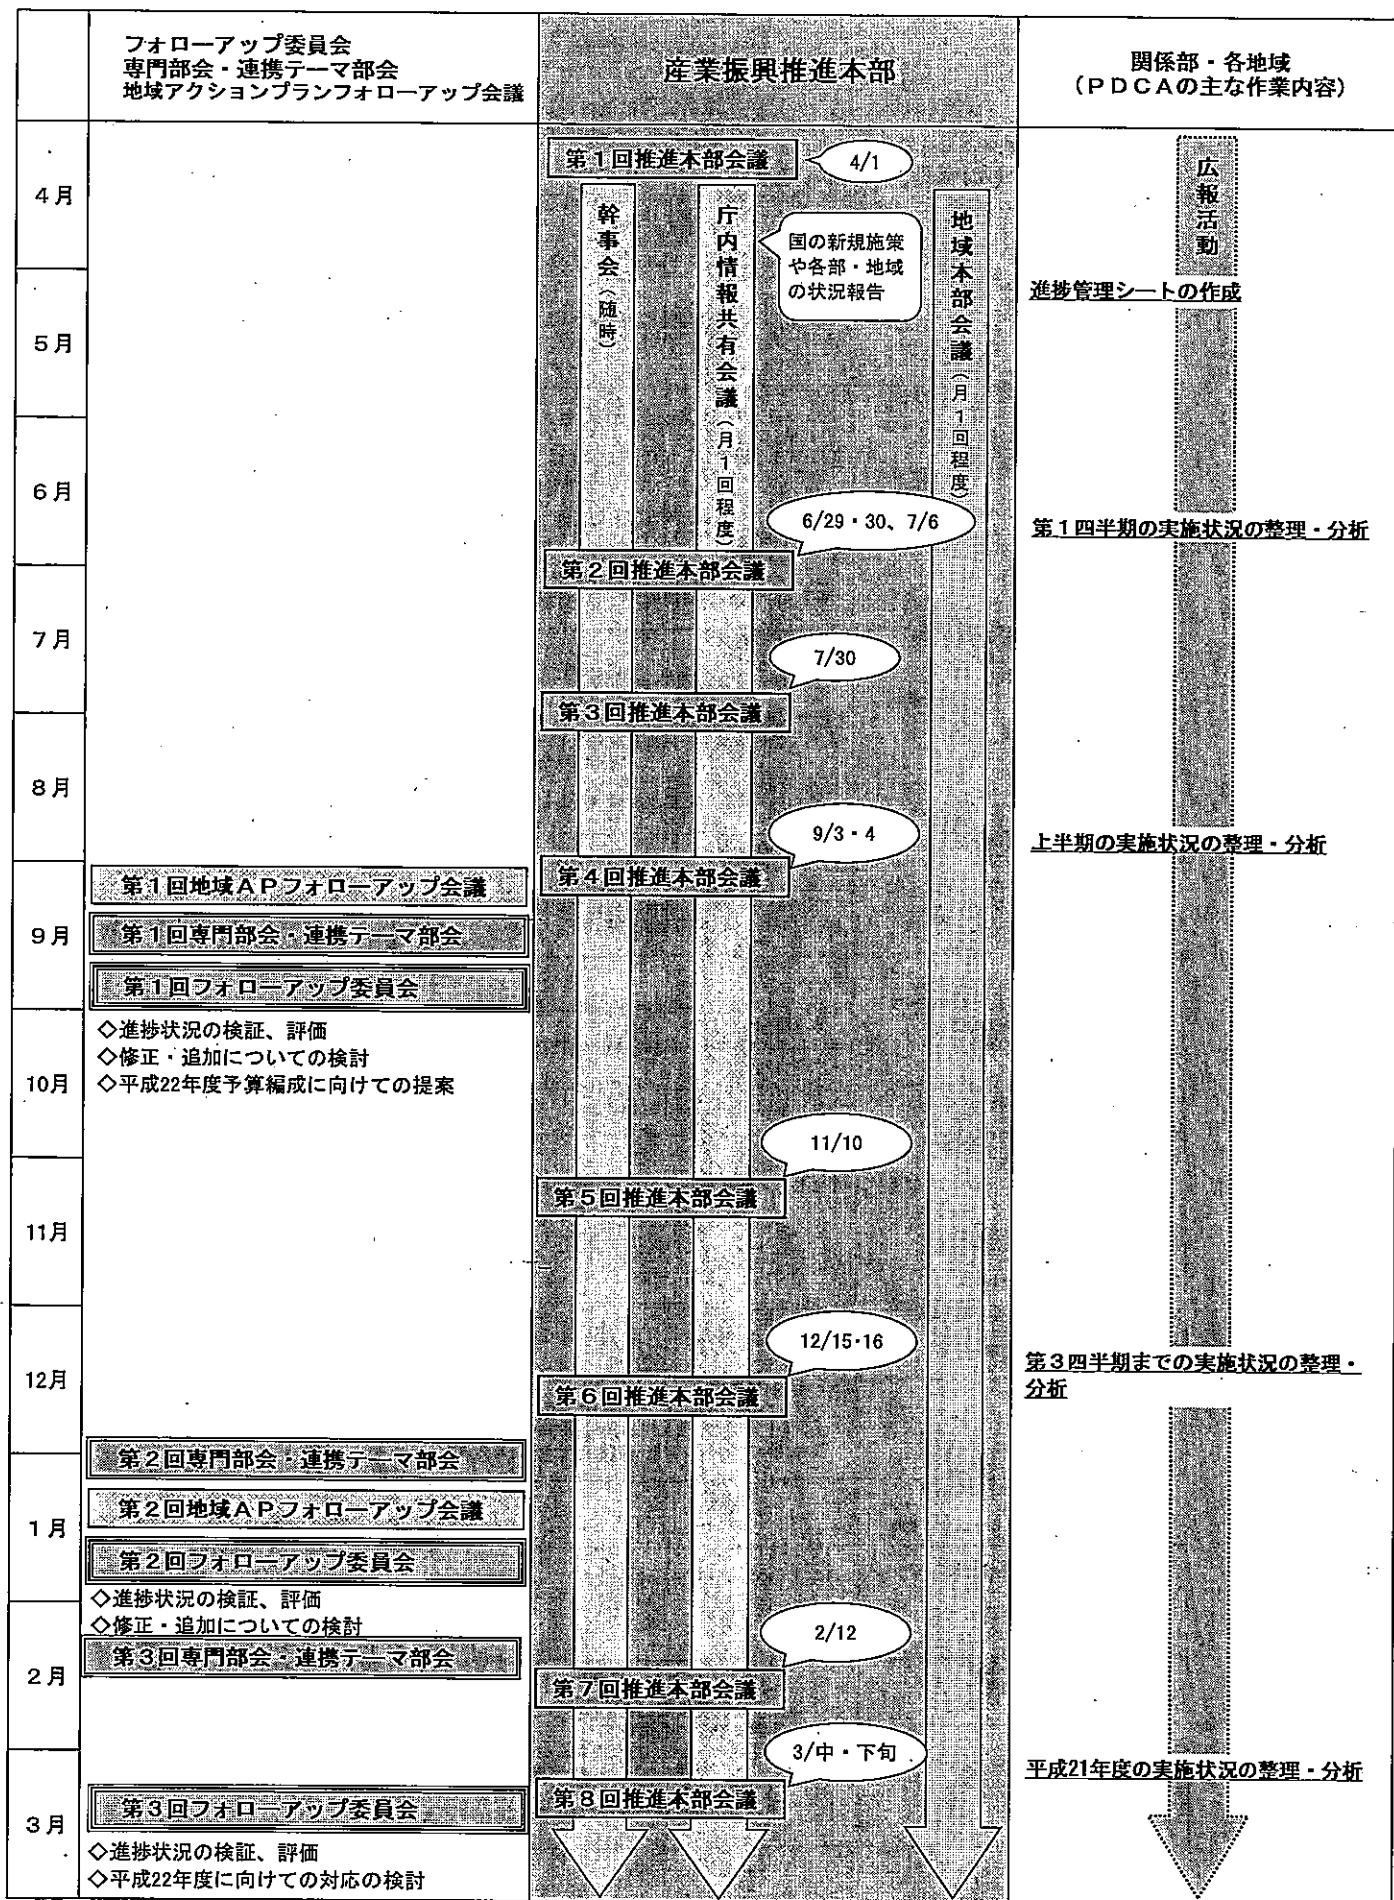 フォローアップ委員会
専門部会・連携テーマ部会
地域アクションプランフォローアップ会議
産業振興推進本部
関係部・各地域
（ＰＤＣＡの主な作業内容）
4月
5月
6月
7月
8月
9月
10月
11月
12月
1月
2月
3月
第１回地域ＡＰフォローアップ会議
第１回専門部会・連携テーマ部会
第１回フォローアップ委員会
◇進捗状況の検証、評価
◇修正・追加についての検討
◇平成22年度予算編成に向けての提案
第２回専門部会・連携テーマ部会
第２回地域ＡＰフォローアップ会議
第２回フォローアップ委員会
◇進捗状況の検証、評価
◇修正・追加についての検討
第３回専門部会・連携テーマ部会
第３回フォローアップ委員会
◇進捗状況の検証、評価
◇平成22年度に向けての対応の検討
第１回推進本部会議
4/1
幹事会（随時）
庁内情報共有会議（月１回程度）
国の新規施策
や各部・地域
の状況報告
地域本部会議（月１回程度）
6/29・30、7/6
第２回推進本部会議
7/30
第３回推進本部会議
9/3・4
第４回推進本部会議
11/10
第５回推進本部会議
12/15・16
第６回推進本部会議
2/12
第７回推進本部会議
3/中・下旬
第８回推進本部会議
広報活動
進捗管理シートの作成
第１四半期の実施状況の整理・分析
上半期の実施状況の整理・分析
第３四半期までの実施状況の整理・
分析
平成21年度の実施状況の整理・分析